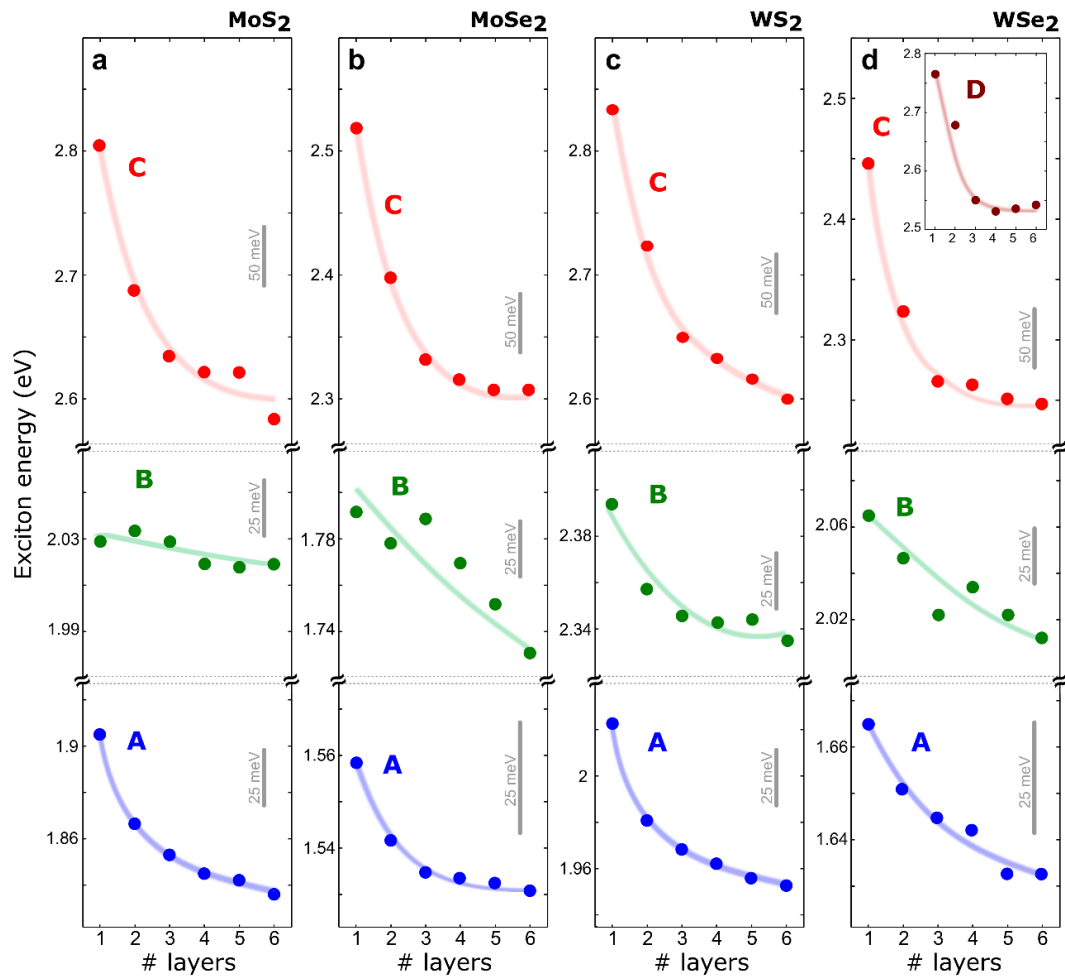 MoS2
MoSe2
WS2
WSe2
Exciton energy (eV)
a
C
2.8
2.7
2.6
50 meV
B
2.03
1.99
25 meV
A
1.9
1.86
25 meV
1 2 3 4 5 6
# layers
b
C
2.5
2.4
2.3
50 meV
B
1.78
1.74
25 meV
A
1.56
1.54
25 meV
1 2 3 4 5 6
# layers
c
C
2.8
2.7
2.6
50 meV
B
2.38
2.34
25 meV
A
2
1.96
25 meV
1 2 3 4 5 6
# layers
d
C
2.5
2.4
2.3
50 meV
D
2.8
2.7
2.6
2.5
1 2 3 4 5 6
B
2.06
2.02
25 meV
A
1.66
1.64
25 meV
1 2 3 4 5 6
# layers